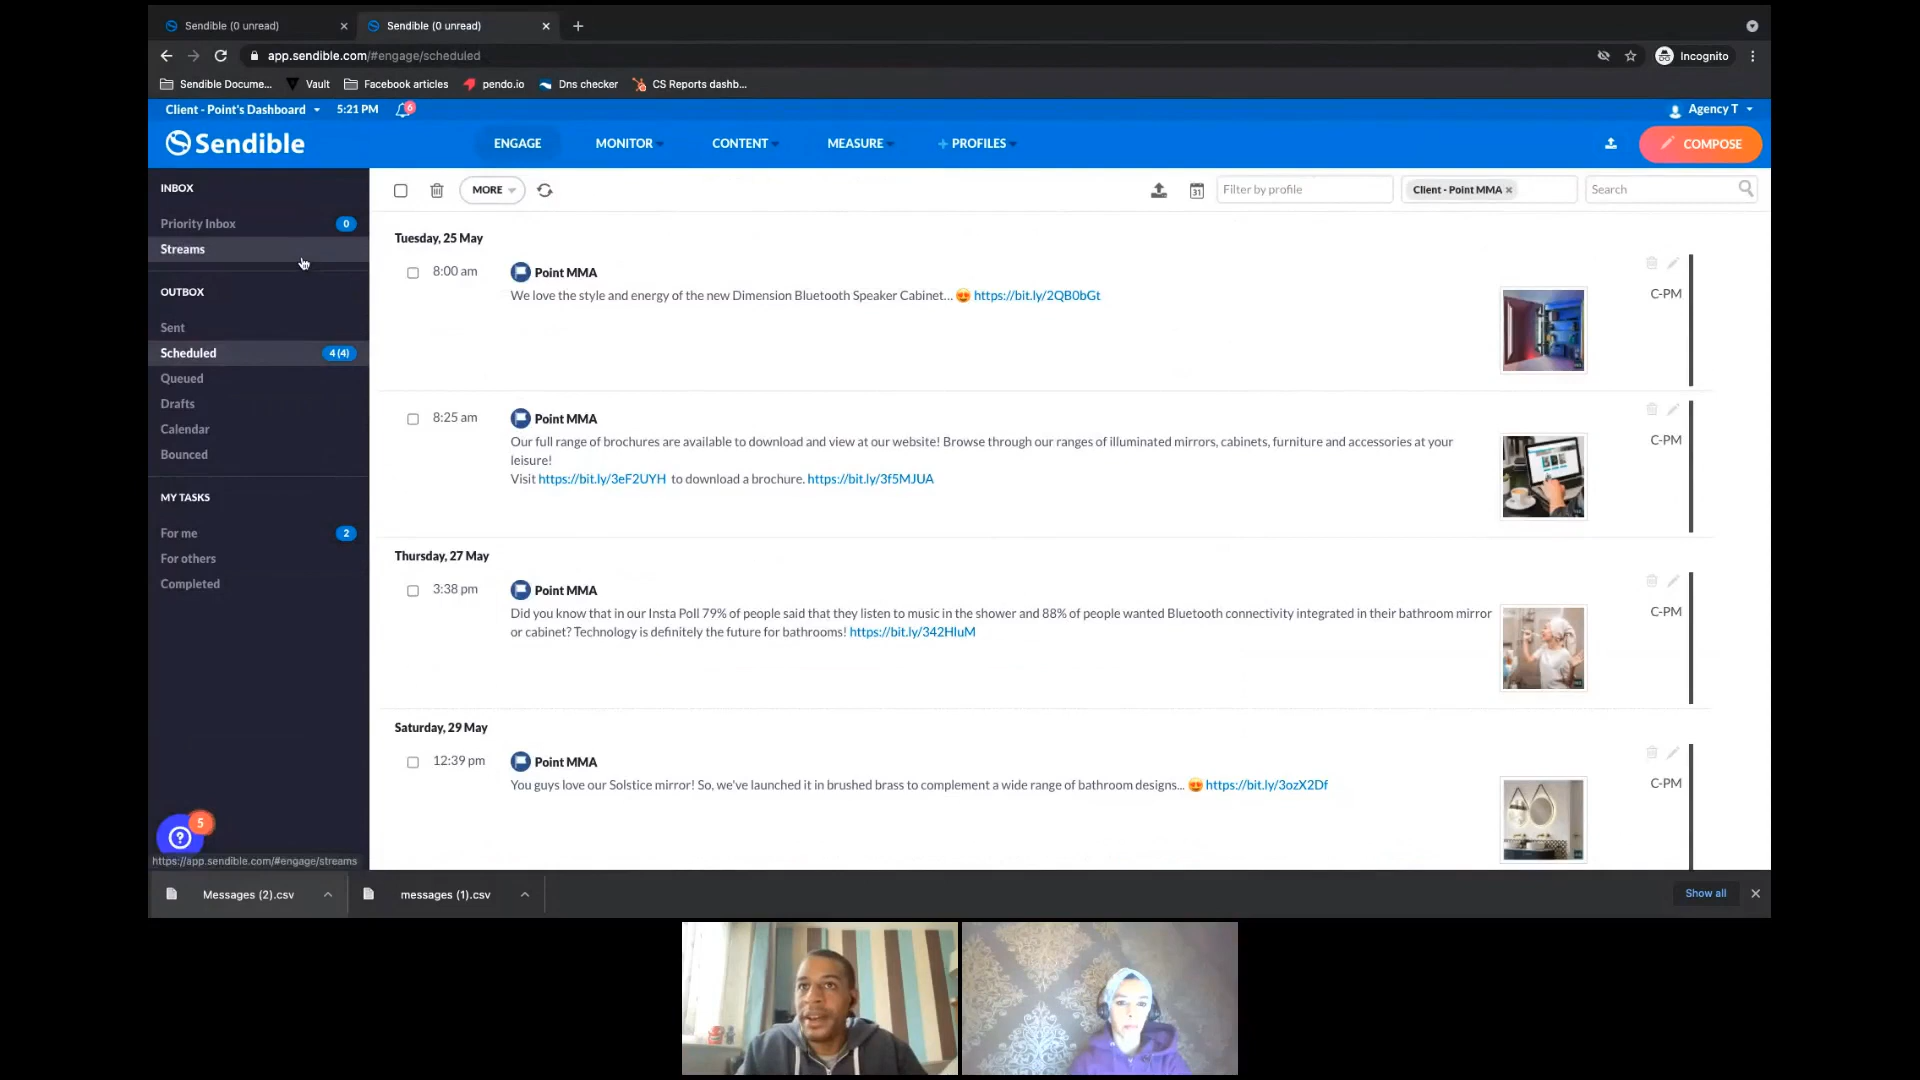 Sendible (0 unread)
Sendible (0 unread)
app.sendible.com/#engage/scheduled
Incognito
Sendible Docume...
Vault
Facebook articles
pendo.io
Dns checker
CS Reports dashb...
Client - Point's Dashboard
5:21 PM
6
Agency T
Sendible
ENGAGE
MONITOR
CONTENT
MEASURE
+ PROFILES
COMPOSE
INBOX
Priority Inbox
0
Streams
OUTBOX
Sent
Scheduled
4 (4)
Queued
Drafts
Calendar
Bounced
MY TASKS
For me
2
For others
Completed
5
?
https://app.sendible.com/#engage/streams
MORE
31
Filter by profile
Client - Point MMA
Search
Tuesday, 25 May
8:00 am
Point MMA
We love the style and energy of the new Dimension Bluetooth Speaker Cabinet... 😍 https://bit.ly/2QB0bGt
C-PM
8:25 am
Point MMA
Our full range of brochures are available to download and view at our website! Browse through our ranges of illuminated mirrors, cabinets, furniture and accessories at your
leisure!
Visit https://bit.ly/3eF2UYH to download a brochure. https://bit.ly/3f5MJUA
C-PM
Thursday, 27 May
3:38 pm
Point MMA
Did you know that in our Insta Poll 79% of people said that they listen to music in the shower and 88% of people wanted Bluetooth connectivity integrated in their bathroom mirror
or cabinet? Technology is definitely the future for bathrooms! https://bit.ly/342HIuM
C-PM
Saturday, 29 May
12:39 pm
Point MMA
You guys love our Solstice mirror! So, we've launched it in brushed brass to complement a wide range of bathroom designs... 😍 https://bit.ly/3ozX2Df
C-PM
Messages (2).csv
messages (1).csv
Show all